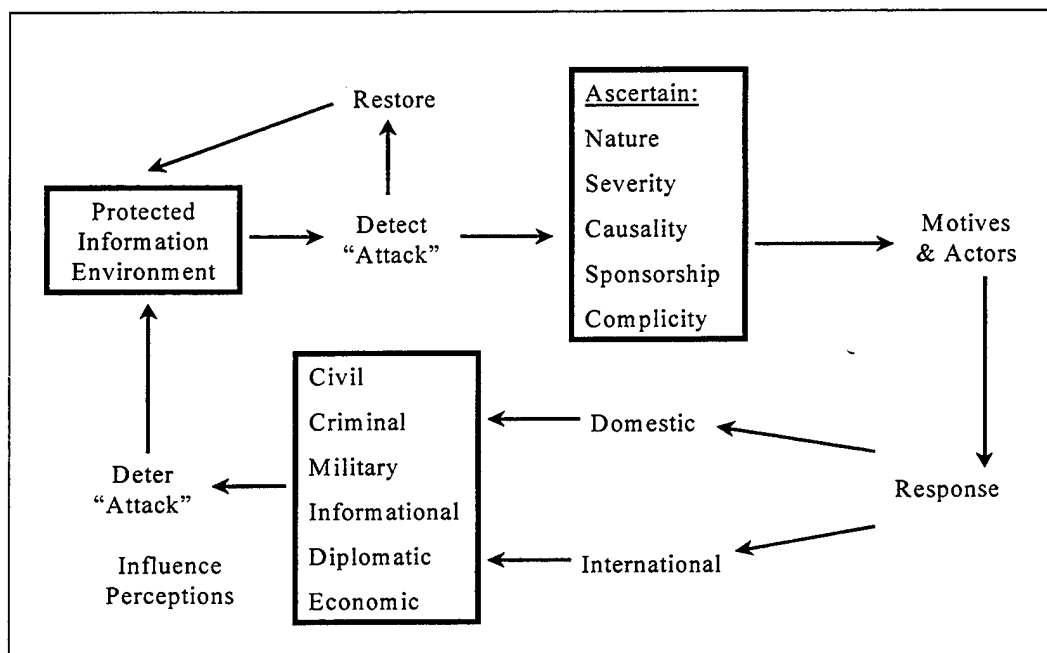 Restore
Protected
Information
Environment
Detect
“Attack”
Ascertain:
Nature
Severity
Causality
Sponsorship
Complicity
Motives
& Actors
Response
Domestic
International
Civil
Criminal
Military
Informational
Diplomatic
Economic
Deter
“Attack”
Influence
Perceptions